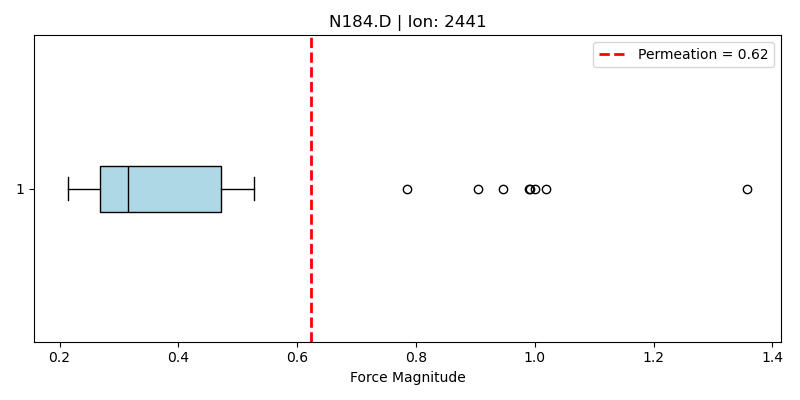 N184.D | Ion: 2441
Permeation = 0.62
1
0.2 0.4 0.6 0.8 1.0 1.2 1.4
Force Magnitude